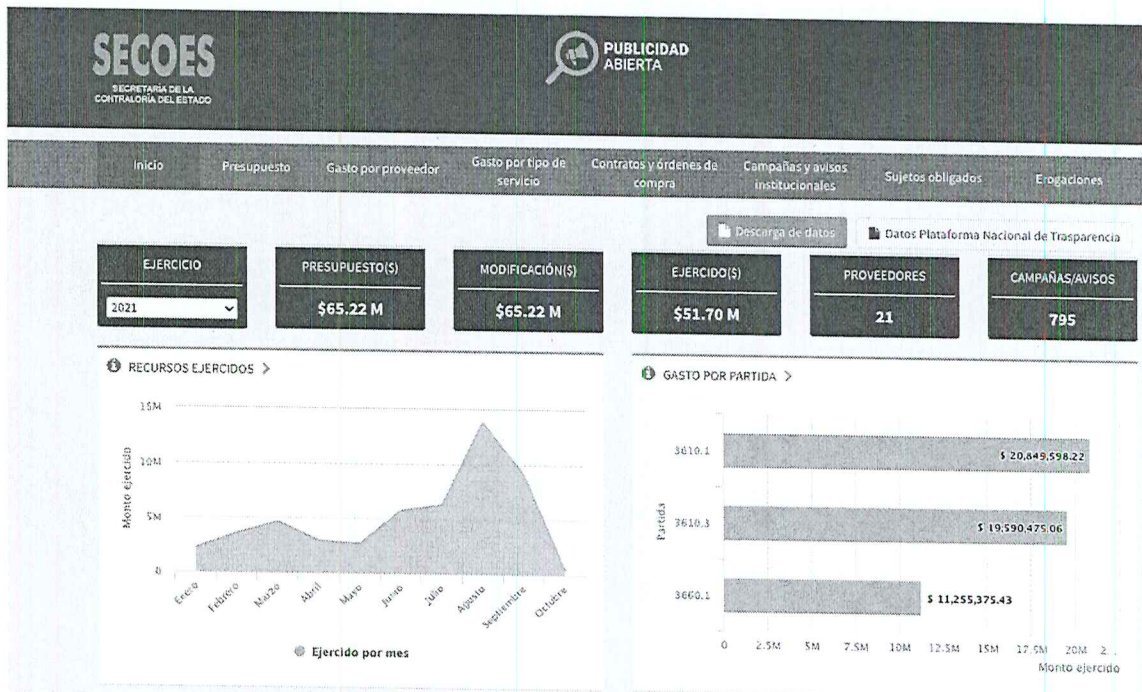 SECOES
SECRETARÍA DE LA
CONTRALORÍA DEL ESTADO
PUBLICIDAD
ABIERTA
Inicio
Presupuesto
Gasto por proveedor
Gasto por tipo de
servicio
Contratos y órdenes de
compra
Campañas y avisos
institucionales
Sujetos obligados
Erogaciones
Descarga de datos
Datos Plataforma Nacional de Trasparencia
EJERCICIO
2021
PRESUPUESTO($)
$65.22 M
MODIFICACIÓN($)
$65.22 M
EJERCIDO($)
$51.70 M
PROVEEDORES
21
CAMPAÑAS/AVISOS
795
RECURSOS EJERCIDOS >
Monto ejercido
15M
10M
5M
0
Enero
Febrero
Marzo
Abril
Mayo
Junio
Julio
Agosto
Septiembre
Octubre
Ejercido por mes
GASTO POR PARTIDA >
Partida
3610.1
$ 20,849,598.22
3610.3
$ 19,590,475.06
3660.1
$ 11,255,375.43
0
2.5M
5M
7.5M
10M
12.5M
15M
17.5M
20M
2...
Monto ejercido